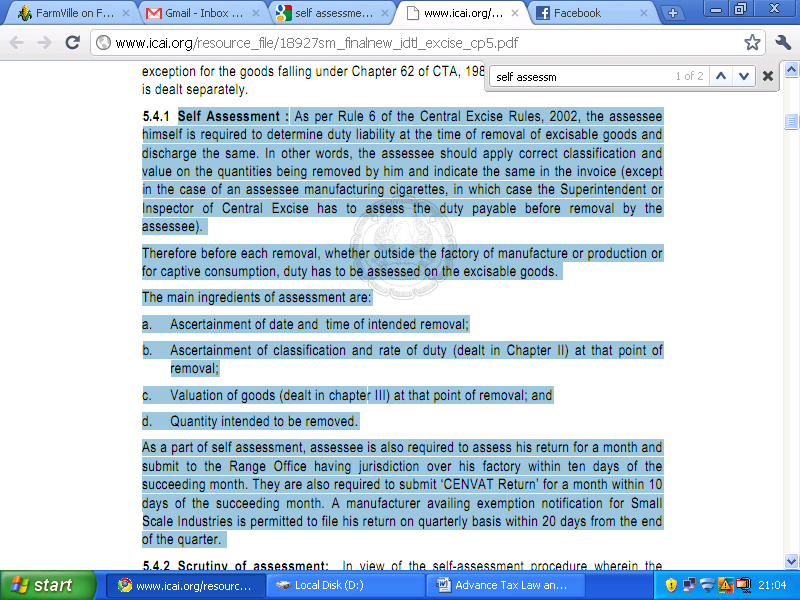 FarmVille on F...
Gmail - Inbox ...
self assessme...
www.icai.org/...
Facebook
www.icai.org/resource_file/18927sm_finalnew_idtl_excise_cp5.pdf
self assessm
1 of 2
exception for the goods falling under Chapter 62 of CTA, 198
is dealt separately.
5.4.1 Self Assessment : As per Rule 6 of the Central Excise Rules, 2002, the assessee
himself is required to determine duty liability at the time of removal of excisable goods and
discharge the same. In other words, the assessee should apply correct classification and
value on the quantities being removed by him and indicate the same in the invoice (except
in the case of an assessee manufacturing cigarettes, in which case the Superintendent or
Inspector of Central Excise has to assess the duty payable before removal by the
assessee).
Therefore before each removal, whether outside the factory of manufacture or production or
for captive consumption, duty has to be assessed on the excisable goods.
The main ingredients of assessment are:
a. Ascertainment of date and time of intended removal;
b. Ascertainment of classification and rate of duty (dealt in Chapter II) at that point of
removal;
c. Valuation of goods (dealt in chapter III) at that point of removal; and
d. Quantity intended to be removed.
As a part of self assessment, assessee is also required to assess his return for a month and
submit to the Range Office having jurisdiction over his factory within ten days of the
succeeding month. They are also required to submit ‘CENVAT Return’ for a month within 10
days of the succeeding month. A manufacturer availing exemption notification for Small
Scale Industries is permitted to file his return on quarterly basis within 20 days from the end
of the quarter.
5.4.2 Scrutiny of assessment: In view of the self-assessment procedure wherein the
start
www.icai.org/resourc...
Local Disk (D:)
Advance Tax Law an...
21:04